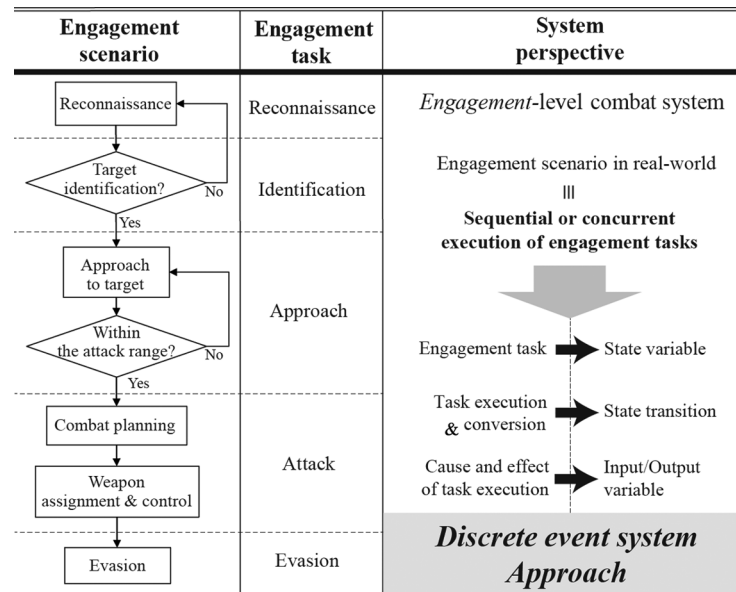 Engagement
scenario
Engagement
task
System
perspective
Reconnaissance
Target
identification?
No
Yes
Approach
to target
Within
the attack range?
No
Yes
Combat planning
Weapon
assignment & control
Evasion
Reconnaissance
Identification
Approach
Attack
Evasion
Engagement-level combat system
Engagement scenario in real-world
≡
Sequential or concurrent
execution of engagement tasks
Engagement task
State variable
Task execution
& conversion
State transition
Cause and effect
of task execution
Input/Output
variable
Discrete event system
Approach